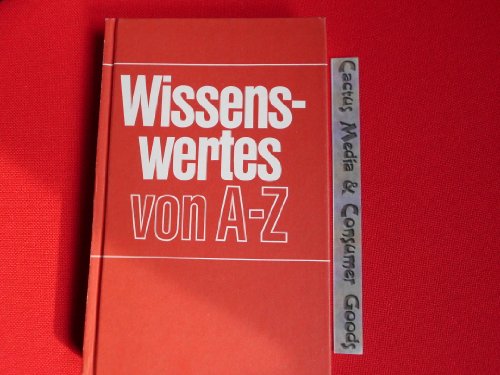 Wissens-
wertes
von A-Z
Cactus Media & Consumer Goods